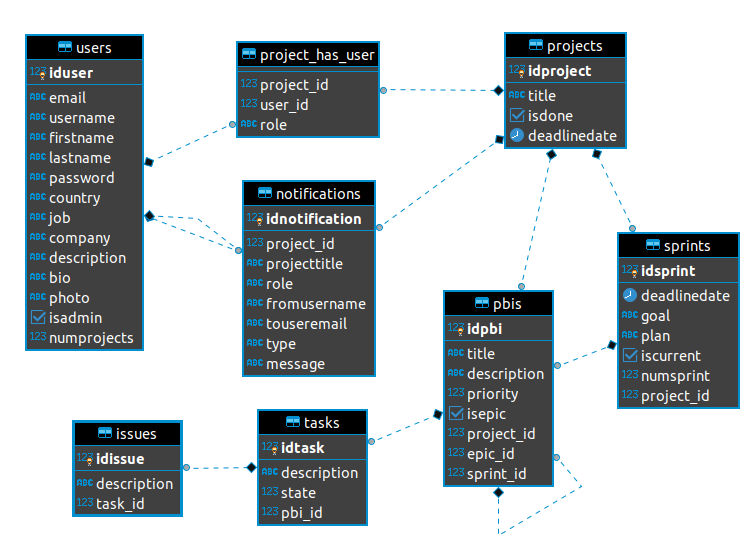 users
123 iduser
ABC email
ABC username
ABC firstname
ABC lastname
ABC password
ABC country
ABC job
ABC company
ABC description
ABC bio
ABC photo
isadmin
123 numprojects
project_has_user
123 project_id
123 user_id
ABC role
projects
123 idproject
ABC title
isdone
deadlinedate
notifications
123 idnotification
123 project_id
ABC projecttitle
ABC role
ABC fromusername
ABC touseremail
ABC type
ABC message
sprints
123 idsprint
deadlinedate
ABC goal
ABC plan
iscurrent
123 numsprint
123 project_id
pbis
123 idpbi
ABC title
ABC description
123 priority
isepic
123 project_id
123 epic_id
123 sprint_id
tasks
123 idtask
ABC description
123 state
123 pbi_id
issues
123 idissue
ABC description
123 task_id